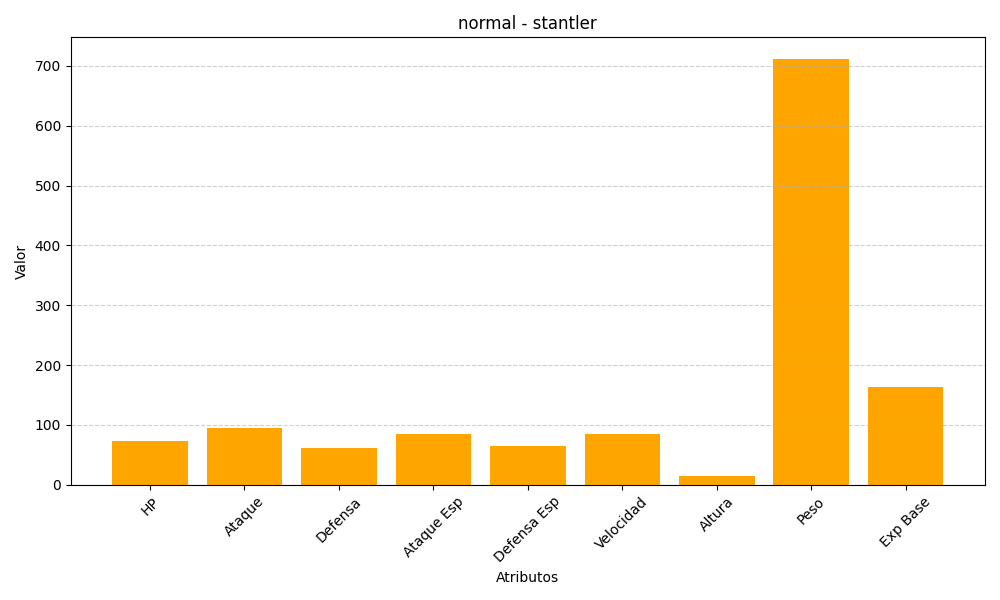 normal - stantler
Valor
700
600
500
400
300
200
100
0
HP
Ataque
Defensa
Ataque Esp
Defensa Esp
Velocidad
Altura
Peso
Exp Base
Atributos